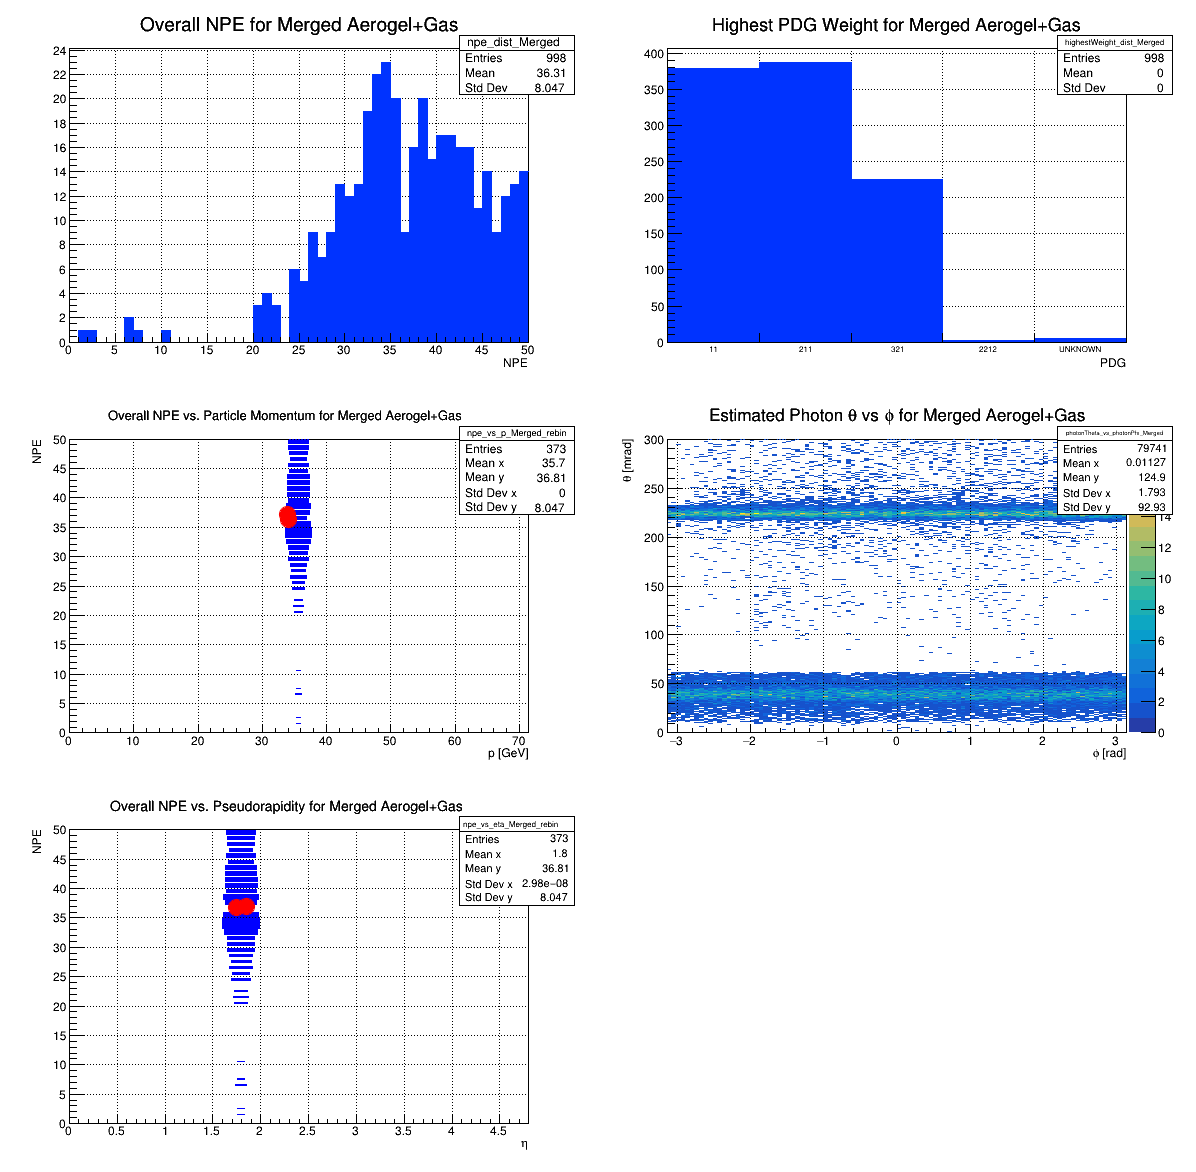 Overall NPE for Merged Aerogel+Gas
npe_dist_Merged
Entries 998
Mean 36.31
Std Dev 8.047
24
22
20
18
16
14
12
10
8
6
4
2
0
0 5 10 15 20 25 30 35 40 45 50
NPE
Highest PDG Weight for Merged Aerogel+Gas
highestWeight_dist_Merged
Entries 998
Mean 0
Std Dev 0
400
350
300
250
200
150
100
50
0
11 211 321 2212 UNKNOWN
PDG
Overall NPE vs. Particle Momentum for Merged Aerogel+Gas
npe_vs_p_Merged_rebin
Entries 373
Mean x 35.7
Mean y 36.81
Std Dev x 0
Std Dev y 8.047
NPE
50
45
40
35
30
25
20
15
10
5
0
0 10 20 30 40 50 60 70
p [GeV]
Estimated Photon θ vs ϕ for Merged Aerogel+Gas
photonTheta_vs_photonPhi_Merged
Entries 79741
Mean x 0.01127
Mean y 124.9
Std Dev x 1.793
Std Dev y 92.93
θ [mrad]
300
250
200
150
100
50
0
−3 −2 −1 0 1 2 3
ϕ [rad]
14
12
10
8
6
4
2
0
Overall NPE vs. Pseudorapidity for Merged Aerogel+Gas
npe_vs_eta_Merged_rebin
Entries 373
Mean x 1.8
Mean y 36.81
Std Dev x 2.98e−08
Std Dev y 8.047
NPE
50
45
40
35
30
25
20
15
10
5
0
0 0.5 1 1.5 2 2.5 3 3.5 4 4.5
η